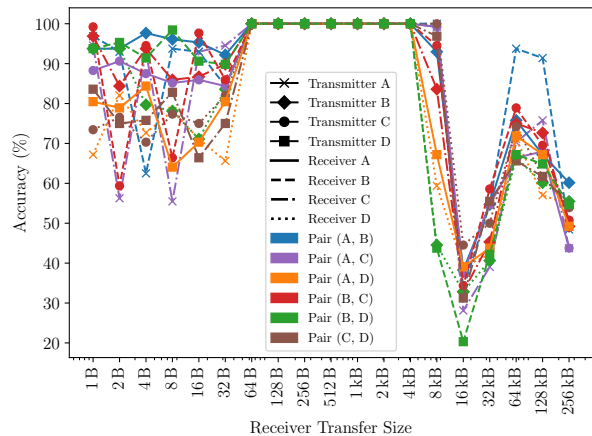 100
90
80
70
60
50
40
30
20
Accuracy (%)
Transmitter A
Transmitter B
Transmitter C
Transmitter D
Receiver A
Receiver B
Receiver C
Receiver D
Pair (A, B)
Pair (A, C)
Pair (A, D)
Pair (B, C)
Pair (B, D)
Pair (C, D)
1 B
2 B
4 B
8 B
16 B
32 B
64 B
128 B
256 B
512 B
1 kB
2 kB
4 kB
8 kB
16 kB
32 kB
64 kB
128 kB
256 kB
Receiver Transfer Size